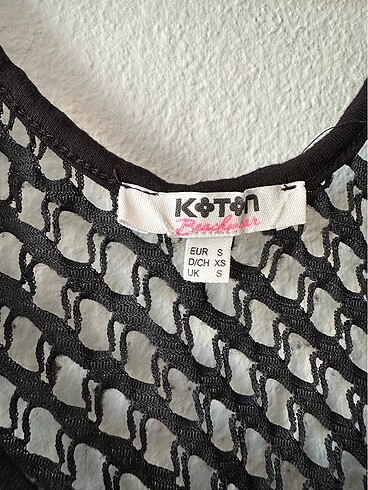 KOTON
Beachwear
EUR S
D/CH XS
UK S